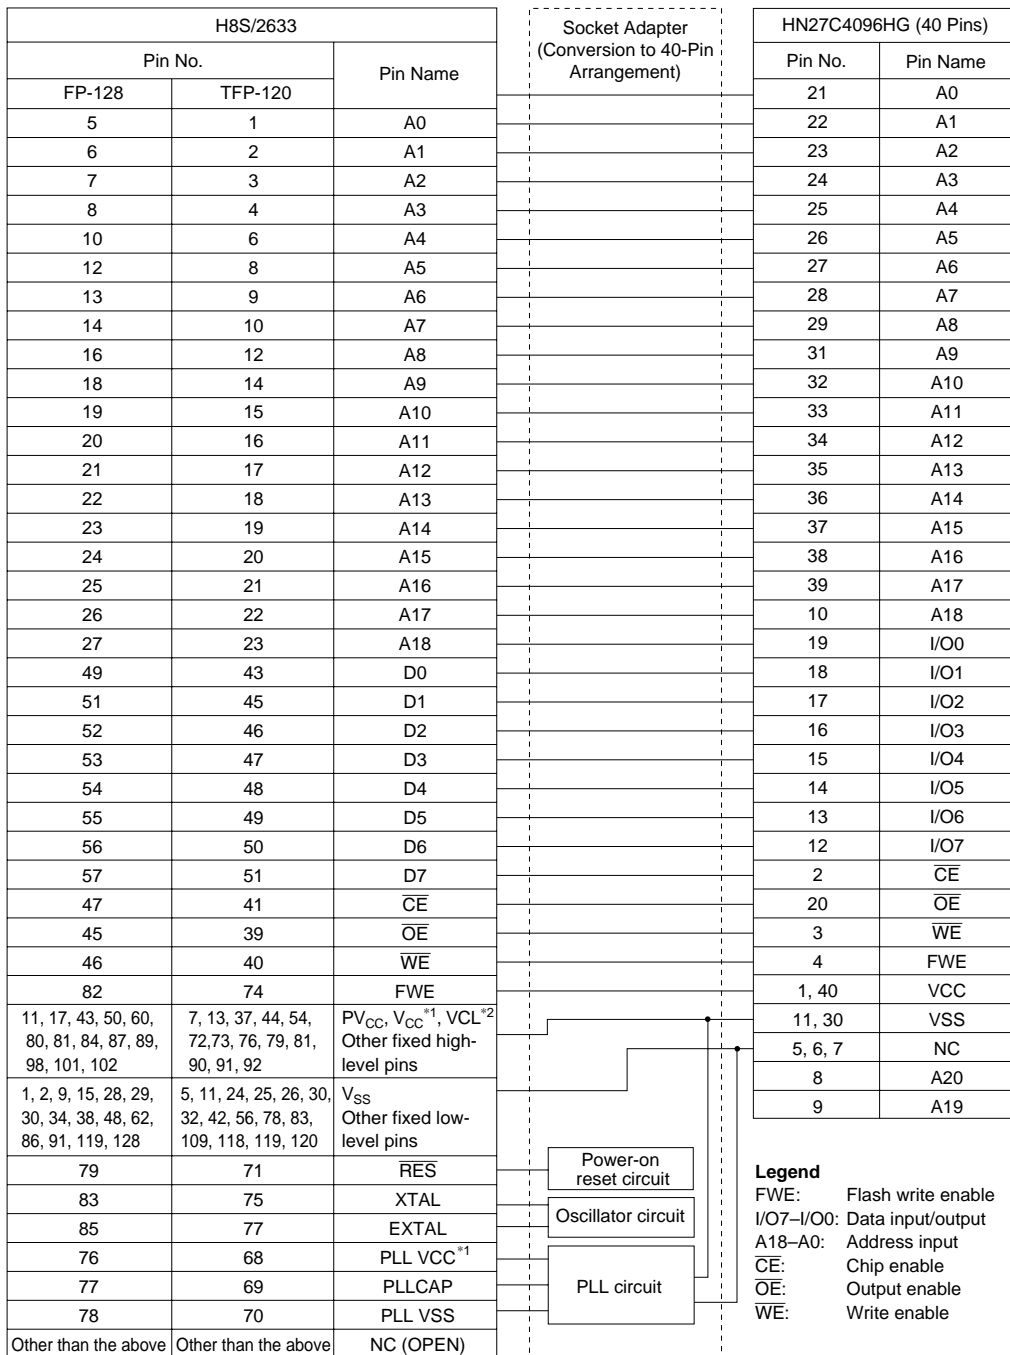 H8S/2633
Pin No. Pin Name
FP-128 TFP-120
5 1 A0
6 2 A1
7 3 A2
8 4 A3
10 6 A4
12 8 A5
13 9 A6
14 10 A7
16 12 A8
18 14 A9
19 15 A10
20 16 A11
21 17 A12
22 18 A13
23 19 A14
24 20 A15
25 21 A16
26 22 A17
27 23 A18
49 43 D0
51 45 D1
52 46 D2
53 47 D3
54 48 D4
55 49 D5
56 50 D6
57 51 D7
47 41 C̅E̅
45 39 O̅E̅
46 40 W̅E̅
82 74 FWE
11, 17, 43, 50, 60, 7, 13, 37, 44, 54, PVCC, VCC*1, VCL*2
80, 81, 84, 87, 89, 72,73, 76, 79, 81, Other fixed high-
98, 101, 102 90, 91, 92 level pins
1, 2, 9, 15, 28, 29, 5, 11, 24, 25, 26, 30, VSS
30, 34, 38, 48, 62, 32, 42, 56, 78, 83, Other fixed low-
86, 91, 119, 128 109, 118, 119, 120 level pins
79 71 R̅E̅S̅
83 75 XTAL
85 77 EXTAL
76 68 PLL VCC*1
77 69 PLLCAP
78 70 PLL VSS
Other than the above Other than the above NC (OPEN)
Socket Adapter
(Conversion to 40-Pin
Arrangement)
Power-on
reset circuit
Oscillator circuit
PLL circuit
HN27C4096HG (40 Pins)
Pin No. Pin Name
21 A0
22 A1
23 A2
24 A3
25 A4
26 A5
27 A6
28 A7
29 A8
31 A9
32 A10
33 A11
34 A12
35 A13
36 A14
37 A15
38 A16
39 A17
10 A18
19 I/O0
18 I/O1
17 I/O2
16 I/O3
15 I/O4
14 I/O5
13 I/O6
12 I/O7
2 C̅E̅
20 O̅E̅
3 W̅E̅
4 FWE
1, 40 VCC
11, 30 VSS
5, 6, 7 NC
8 A20
9 A19
Legend
FWE: Flash write enable
I/O7–I/O0: Data input/output
A18–A0: Address input
C̅E̅: Chip enable
O̅E̅: Output enable
W̅E̅: Write enable